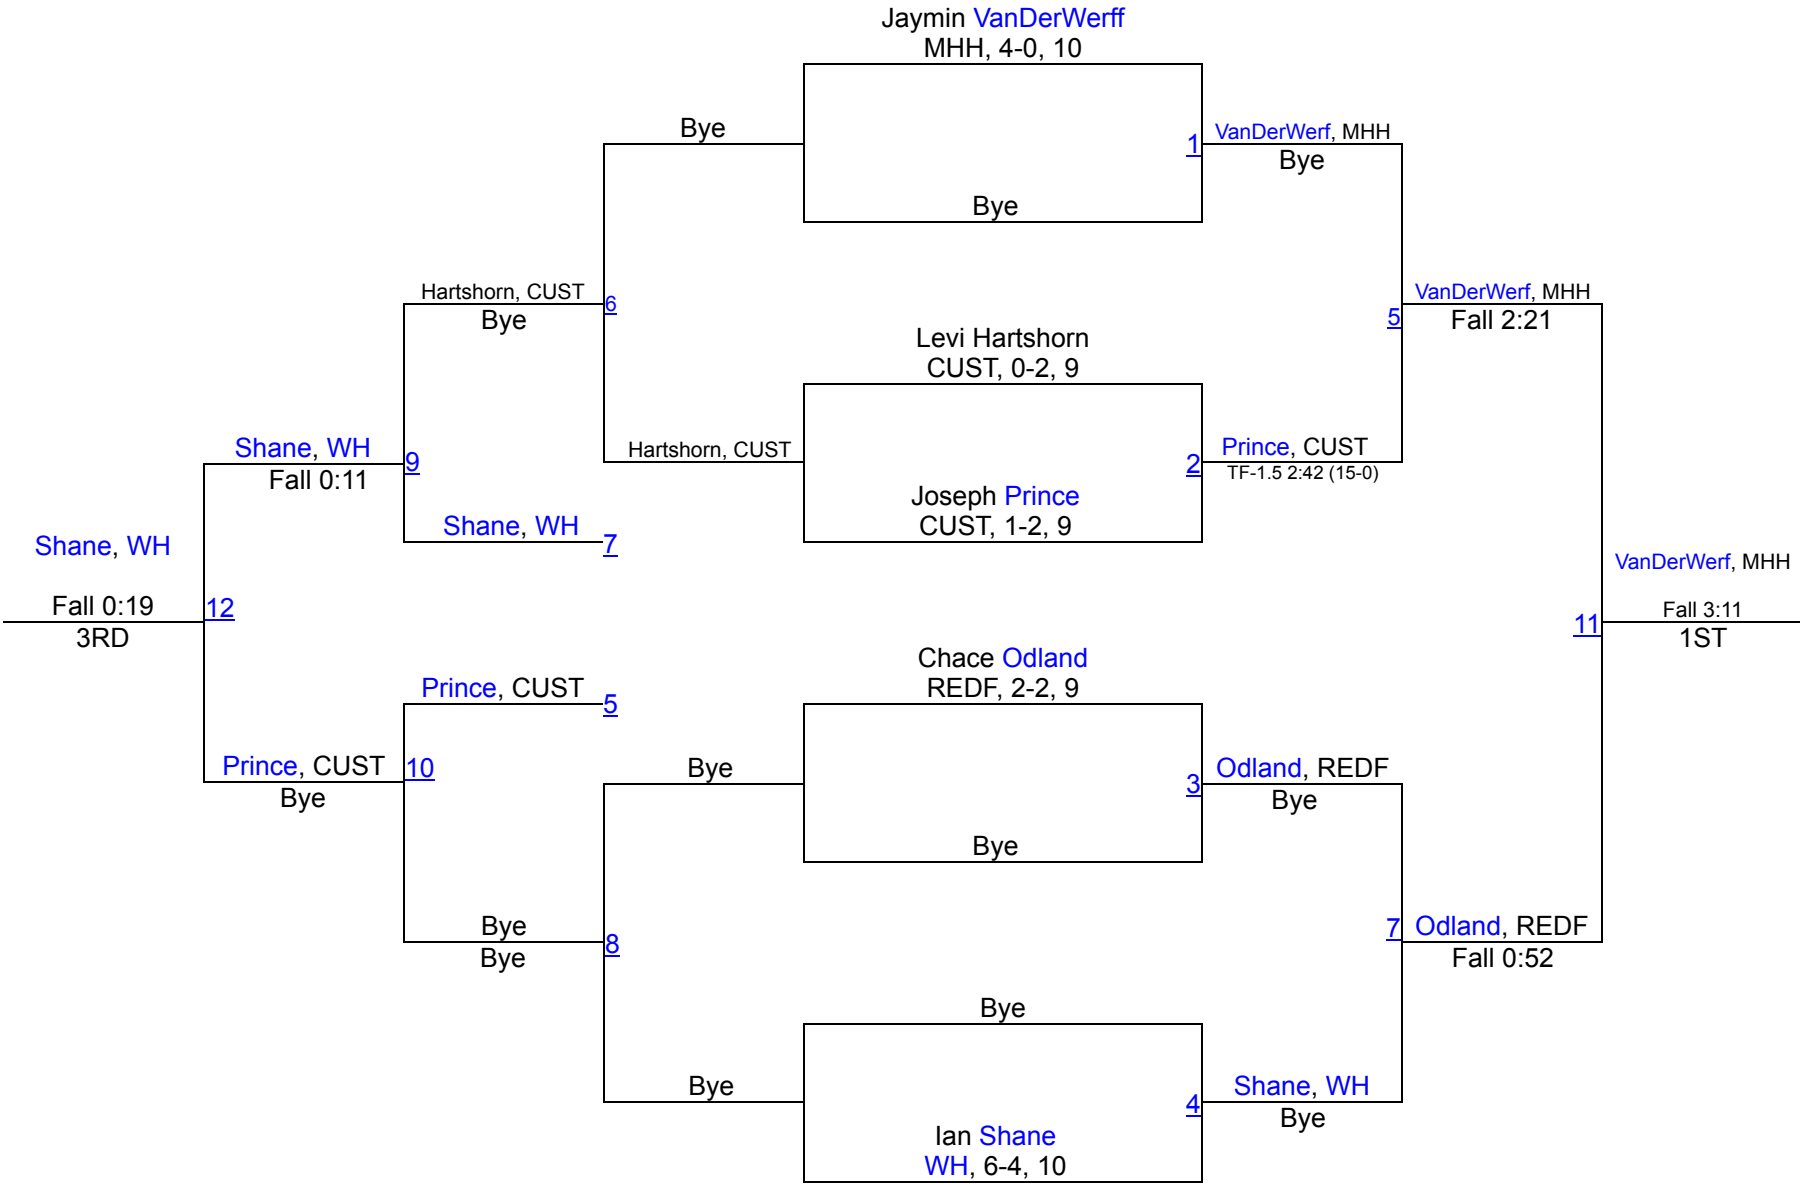 Jaymin VanDerWerff
MHH, 4-0, 10
Bye
1
VanDerWerf, MHH
Bye
Bye
Hartshorn, CUST
Bye
6
VanDerWerf, MHH
5
Fall 2:21
Levi Hartshorn
CUST, 0-2, 9
Shane, WH
Fall 0:11
9
Hartshorn, CUST
2
Prince, CUST
TF-1.5 2:42 (15-0)
Joseph Prince
CUST, 1-2, 9
Shane, WH
7
Shane, WH
Fall 0:19
3RD
12
VanDerWerf, MHH
Fall 3:11
11
1ST
Chace Odland
REDF, 2-2, 9
Prince, CUST
5
Prince, CUST
10
Bye
Bye
3
Odland, REDF
Bye
Bye
Bye
Bye
8
7
Odland, REDF
Fall 0:52
Bye
Bye
4
Shane, WH
Bye
Ian Shane
WH, 6-4, 10